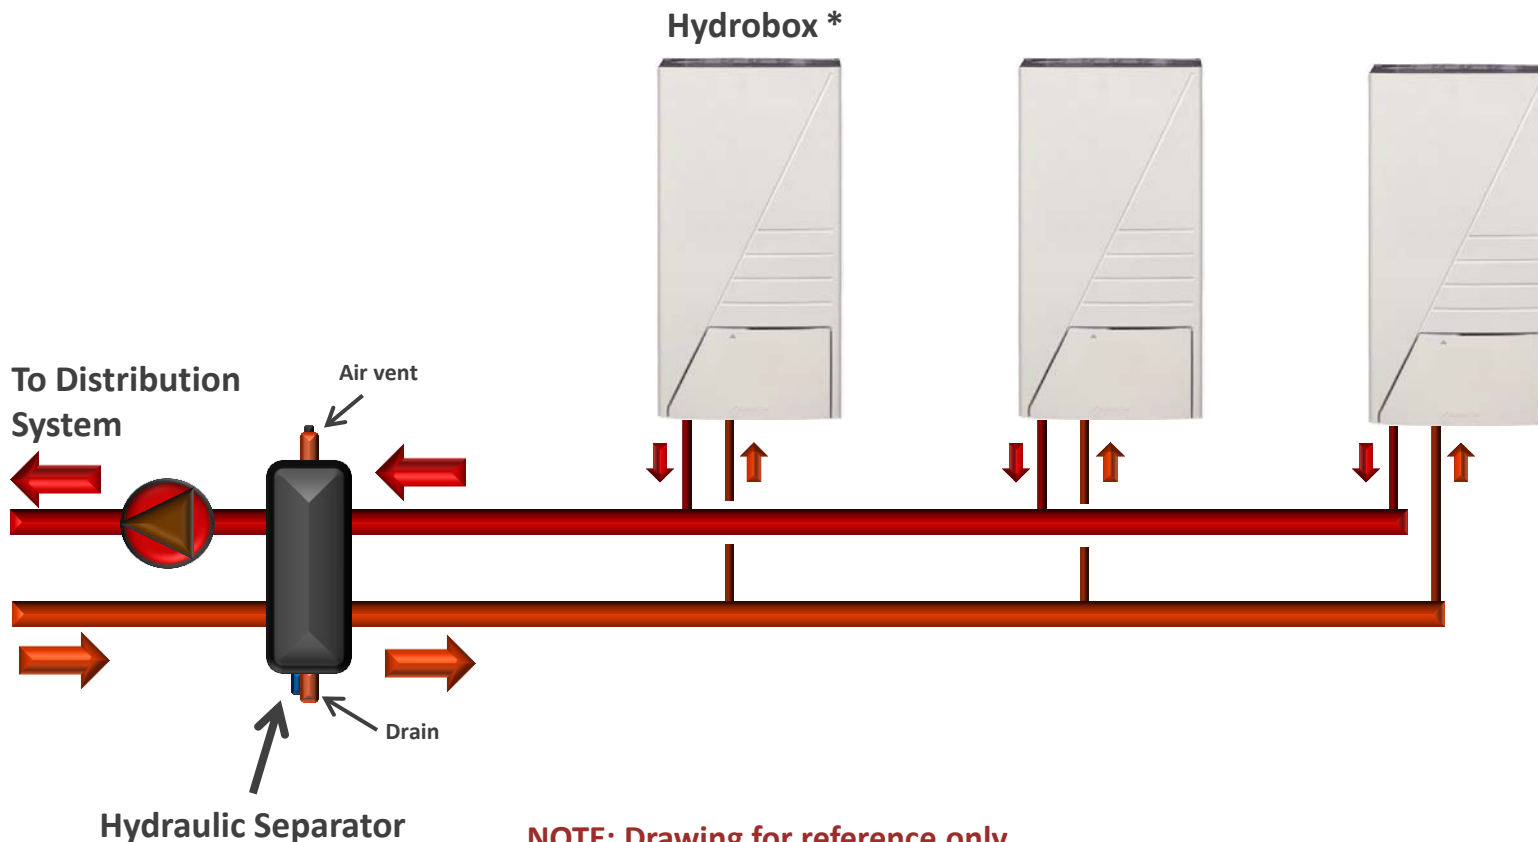 Hydrobox *
To Distribution
System
Air vent
Drain
Hydraulic Separator
NOTE: Drawing for reference only